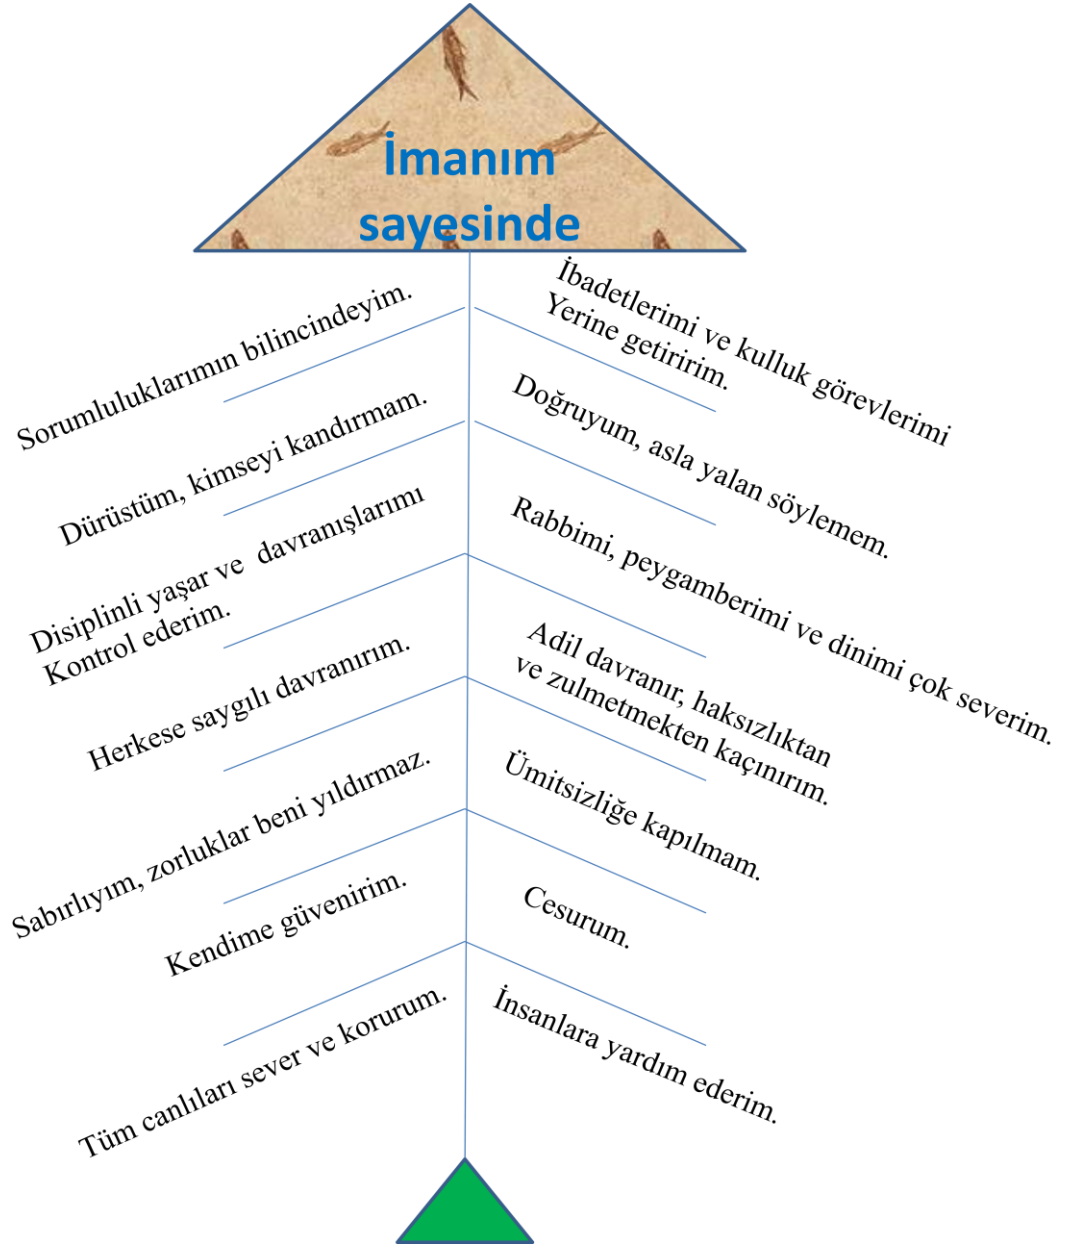 İmanım
sayesinde
Sorumluluklarımın bilincindeyim.
Dürüstüm, kimseyi kandırmam.
Disiplinli yaşar ve davranışlarımı
Kontrol ederim.
Herkese saygılı davranırım.
Sabırlıyım, zorluklar beni yıldırmaz.
Kendime güvenirim.
Tüm canlıları sever ve korurum.
İbadetlerimi ve kulluk görevlerimi
Yerine getiririm.
Doğruyum, asla yalan söylemem.
Rabbimi, peygamberimi ve dinimi çok severim.
Adil davranır, haksızlıktan
ve zulmetmekten kaçınırım.
Ümitsizliğe kapılmam.
Cesurum.
İnsanlara yardım ederim.